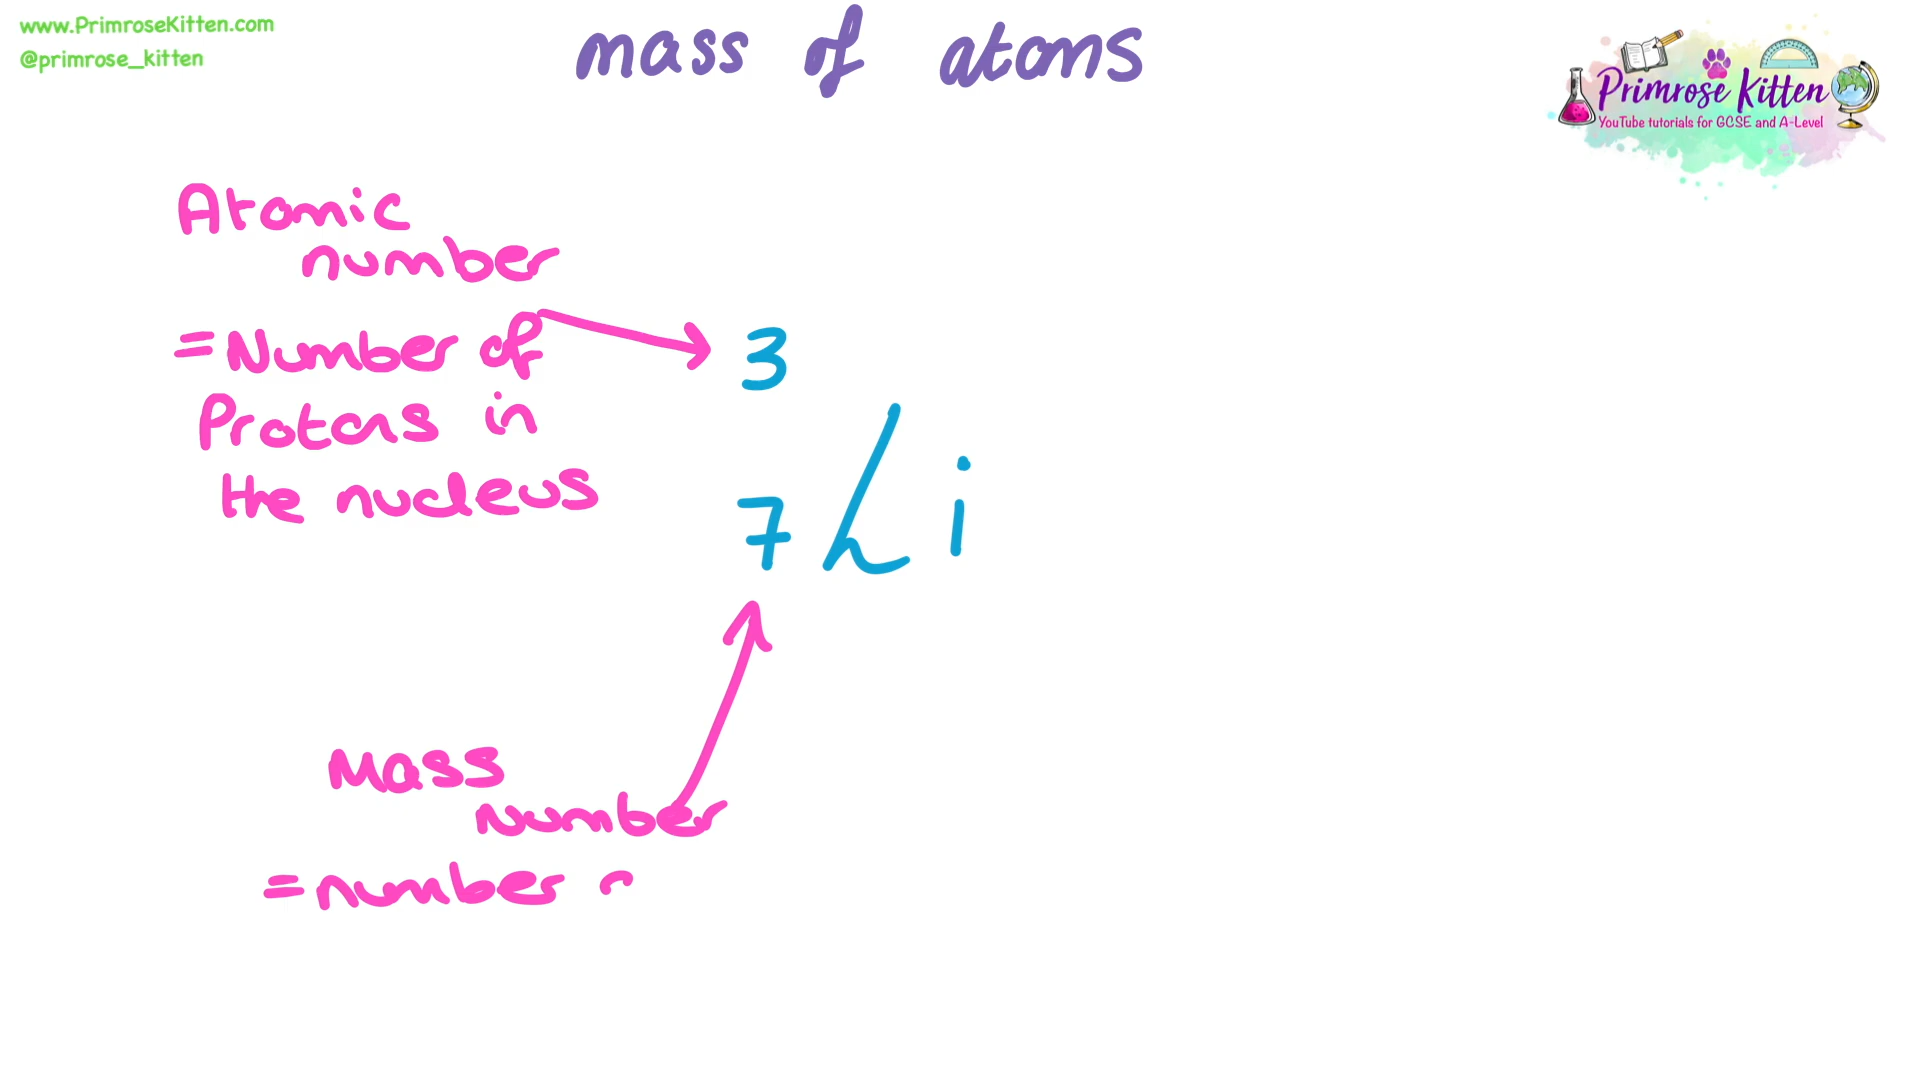 www.PrimroseKitten.com
@primrose_kitten
mass of atoms
Primrose Kitten
YouTube tutorials for GCSE and A-Level
Atomic
number
= Number of
Protons in
the nucleus
3
7 Li
Mass
number
= number